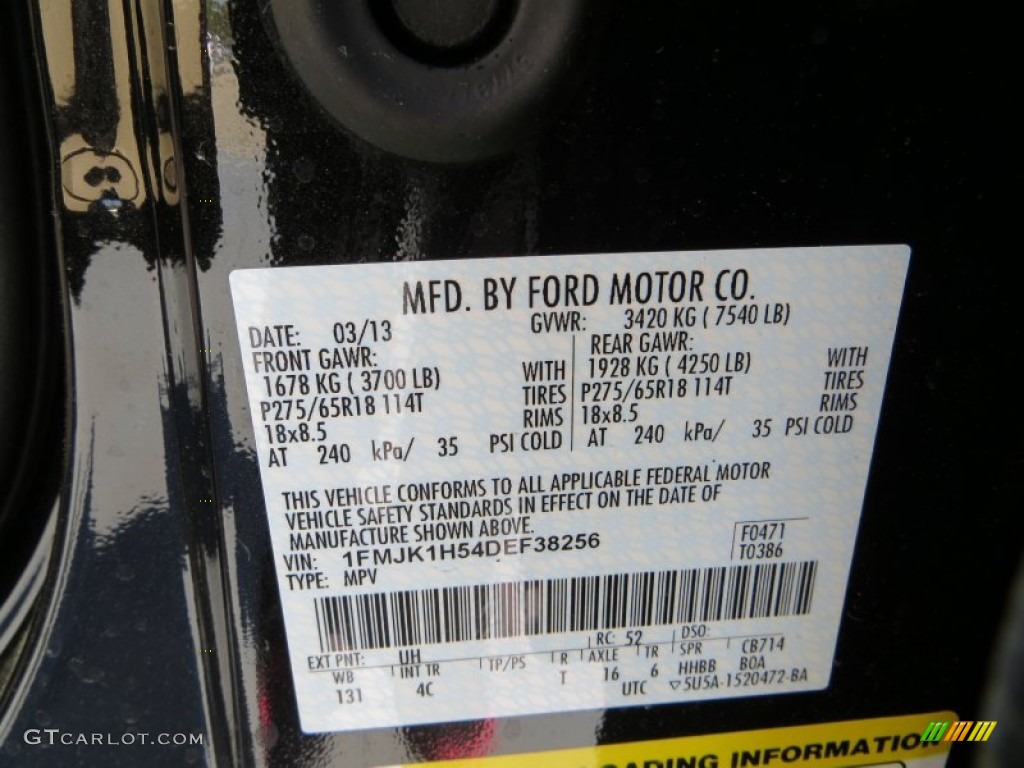 MFD. BY FORD MOTOR CO.
DATE: 03/13 GVWR: 3420 KG ( 7540 LB)
FRONT GAWR: REAR GAWR:
1678 KG ( 3700 LB) WITH 1928 KG ( 4250 LB) WITH
P275/65R18 114T TIRES P275/65R18 114T TIRES
18x8.5 RIMS 18x8.5 RIMS
AT 240 kPa/ 35 PSI COLD AT 240 kPa/ 35 PSI COLD
THIS VEHICLE CONFORMS TO ALL APPLICABLE FEDERAL MOTOR
VEHICLE SAFETY STANDARDS IN EFFECT ON THE DATE OF
MANUFACTURE SHOWN ABOVE.
VIN: 1FMJK1H54DEF38256 F0471
TYPE: MPV T0386
EXT PNT: UH RC: 52 DSO:
WB INT TR TP/PS R AXLE TR SPR CB714
131 4C T 16 6 HHBB BOA
UTC ▽5U5A-1520472-BA
GTCARLOT.COM
ADING INFORMATION